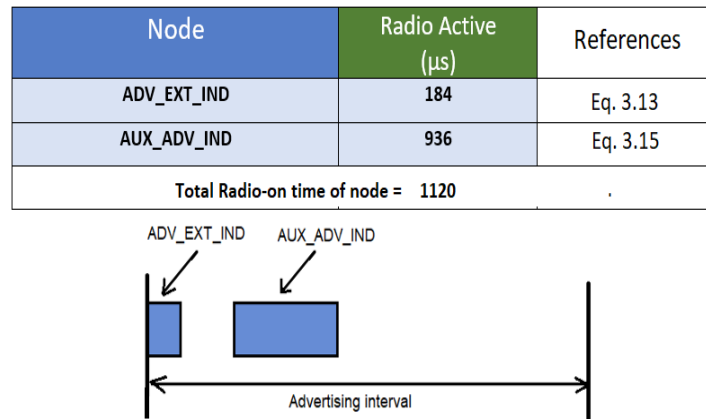 Node Radio Active (µs) References
ADV_EXT_IND 184 Eq. 3.13
AUX_ADV_IND 936 Eq. 3.15
Total Radio-on time of node = 1120 .
ADV_EXT_IND AUX_ADV_IND
Advertising interval